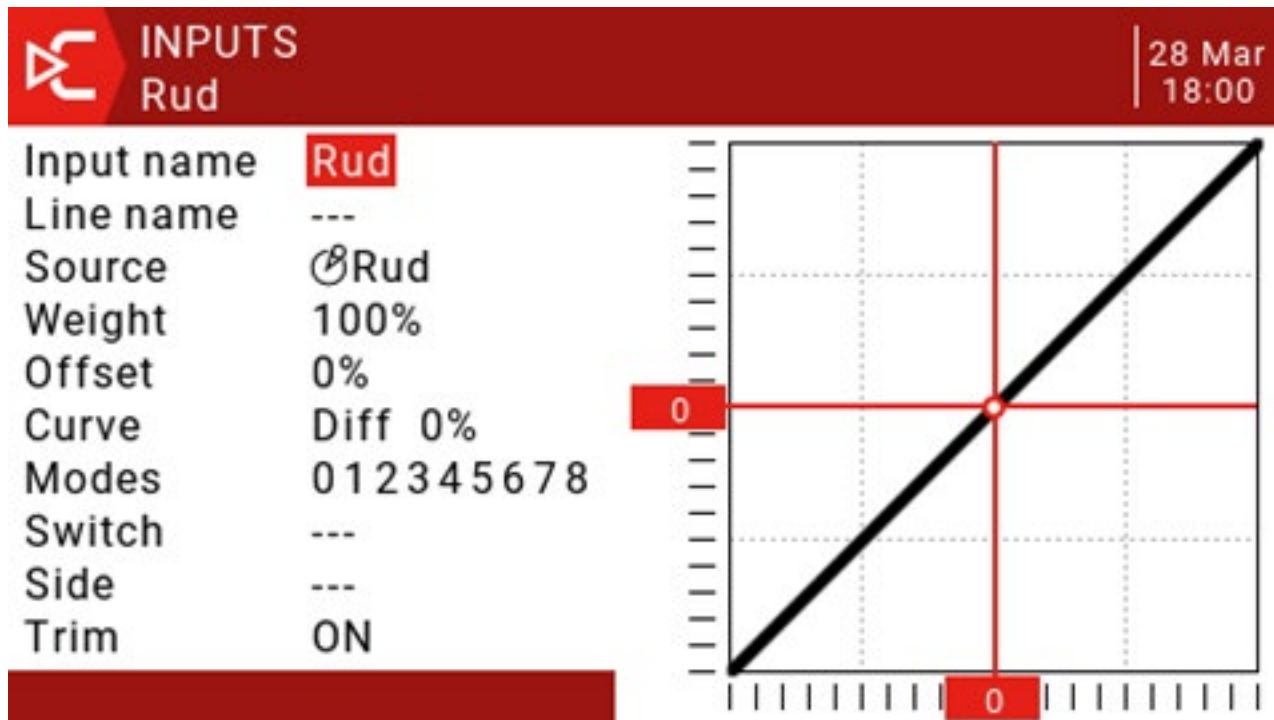 INPUTS
Rud
28 Mar
18:00
Input name Rud
Line name ---
Source Rud
Weight 100%
Offset 0%
Curve Diff 0%
Modes 012345678
Switch ---
Side ---
Trim ON
0
0